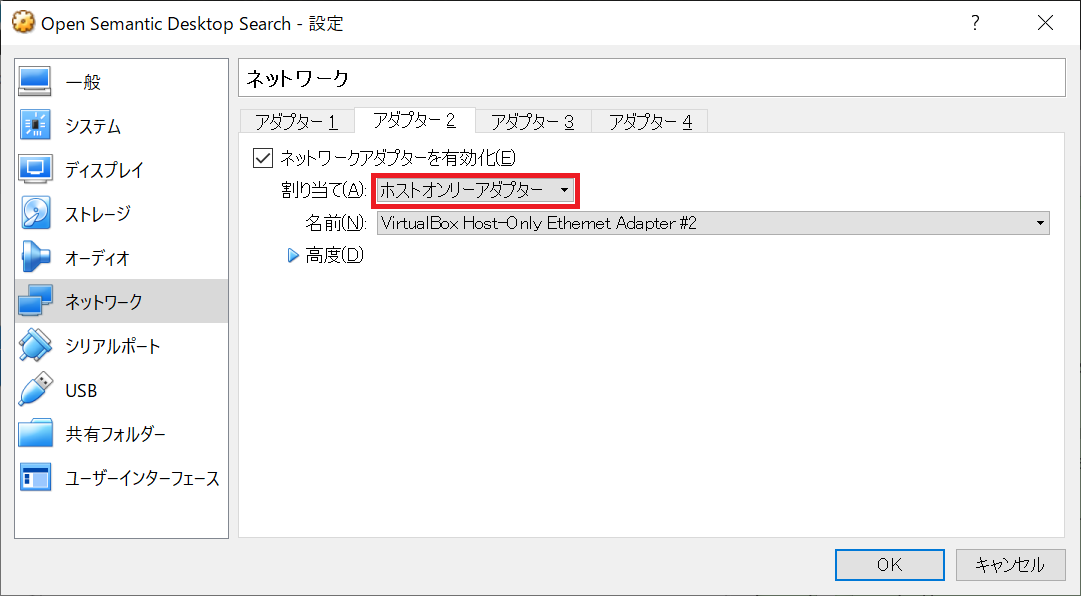 Open Semantic Desktop Search - 設定
一般
システム
ディスプレイ
ストレージ
オーディオ
ネットワーク
シリアルポート
USB
共有フォルダー
ユーザーインターフェース
ネットワーク
アダプター 1 アダプター 2 アダプター 3 アダプター 4
ネットワークアダプターを有効化(E)
割り当て(A): ホストオンリーアダプター
名前(N): VirtualBox Host-Only Ethernet Adapter #2
高度(D)
OK キャンセル